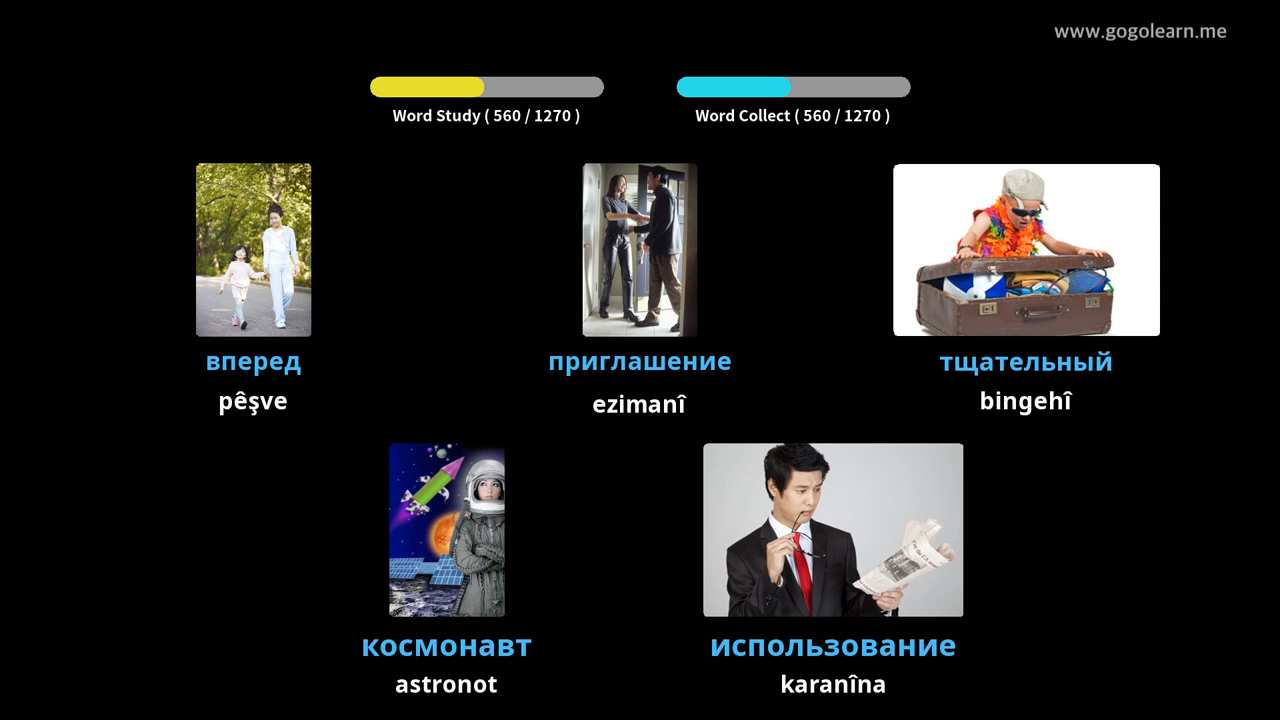 www.gogolearn.me
Word Study ( 560 / 1270 )
Word Collect ( 560 / 1270 )
вперед
pêşve
приглашение
ezimanî
тщательный
bingehî
космонавт
astronot
использование
karanîna